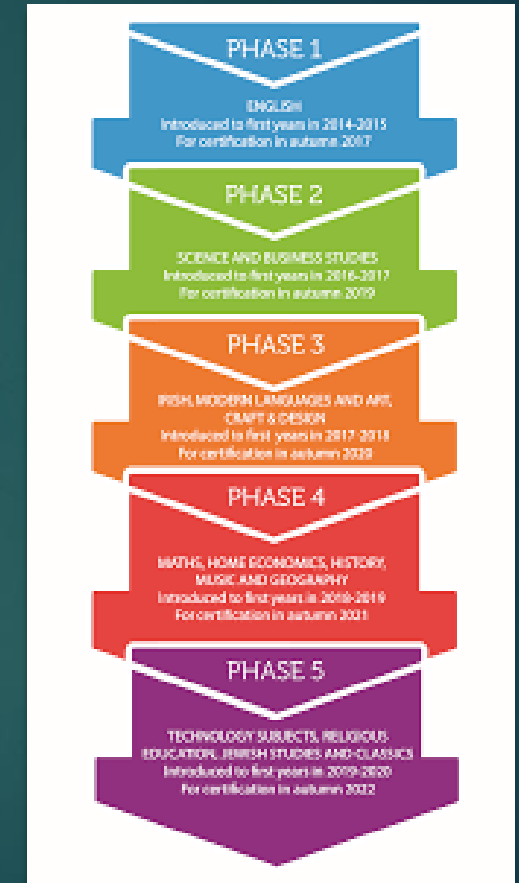 PHASE 1
ENGLISH
Introduced to first years in 2014-2015
For certification in autumn 2017
PHASE 2
SCIENCE AND BUSINESS STUDIES
Introduced to first years in 2016-2017
For certification in autumn 2019
PHASE 3
IRISH, MODERN LANGUAGES AND ART,
CRAFT & DESIGN
Introduced to first years in 2017-2018
For certification in autumn 2020
PHASE 4
MATHS, HOME ECONOMICS, HISTORY,
MUSIC AND GEOGRAPHY
Introduced to first years in 2018-2019
For certification in autumn 2021
PHASE 5
TECHNOLOGY SUBJECTS, RELIGIOUS
EDUCATION, JEWISH STUDIES AND CLASSICS
Introduced to first years in 2019-2020
For certification in autumn 2022